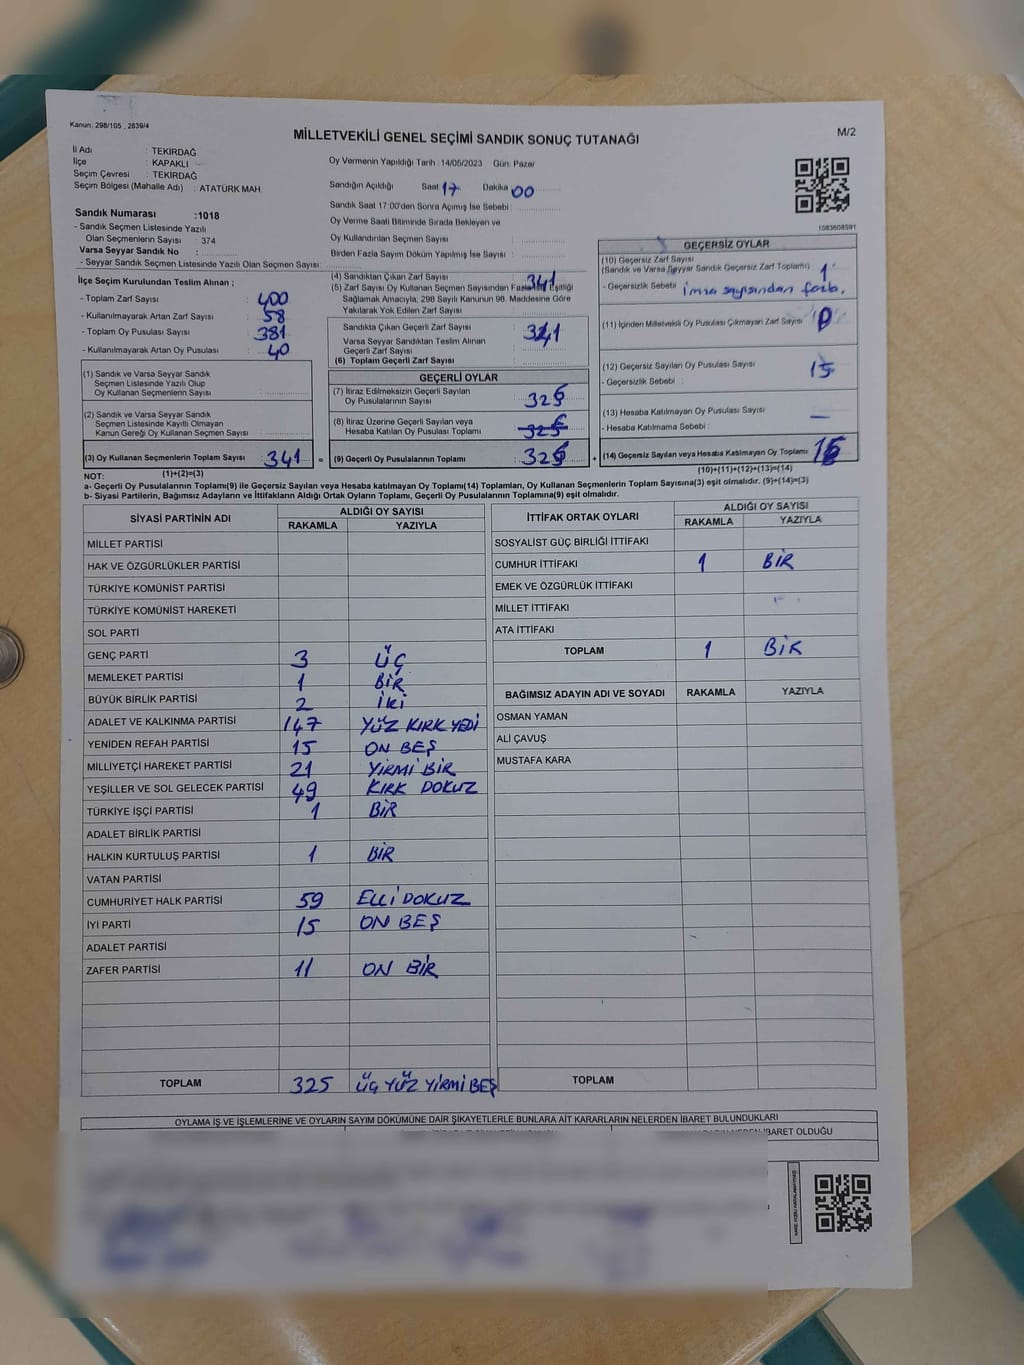 Kanun: 298/105 , 2839/4
MİLLETVEKİLİ GENEL SEÇİMİ SANDIK SONUÇ TUTANAĞI
M/2
İl Adı : TEKİRDAĞ
İlçe : KAPAKLI
Seçim Çevresi : TEKİRDAĞ
Seçim Bölgesi (Mahalle Adı) : ATATÜRK MAH.
Sandık Numarası :1018
- Sandık Seçmen Listesinde Yazılı
Olan Seçmenlerin Sayısı 374
Varsa Seyyar Sandık No :
- Seyyar Sandık Seçmen Listesinde Yazılı Olan Seçmen Sayısı:
Oy Vermenin Yapıldığı Tarih :14/05/2023 Gün: Pazar
Sandığın Açıldığı Saat 17 Dakika 00
Sandık Saat 17:00'den Sonra Açımış İse Sebebi :
Oy Verme Saati Bitiminde Sırada Bekleyen ve
Oy Kullandırılan Seçmen Sayısı :
Birden Fazla Sayım Döküm Yapılmış İse Sayısı :
1083608591
İlçe Seçim Kurulundan Teslim Alınan ;
- Toplam Zarf Sayısı : 400
- Kullanılmayarak Artan Zarf Sayısı : 58
- Toplam Oy Pusulası Sayısı : 381
- Kullanılmayarak Artan Oy Pusulası : 40
(1) Sandık ve Varsa Seyyar Sandık
Seçmen Listesinde Yazılı Olup
Oy Kullanan Seçmenlerin Sayısı :
(2) Sandık ve Varsa Seyyar Sandık
Seçmen Listesinde Kayıtlı Olmayan
Kanun Gereği Oy Kullanan Seçmen Sayısı :
(3) Oy Kullanan Seçmenlerin Toplam Sayısı : 341
(1)+(2)=(3)
(4) Sandıktan Çıkan Zarf Sayısı : 341
(5) Zarf Sayısı Oy Kullanan Seçmen Sayısından Fazla Eşitliği
Sağlamak Amacıyla, 298 Sayılı Kanunun 98. Maddesine Göre
Yakılarak Yok Edilen Zarf Sayısı :
Sandıkta Çıkan Geçerli Zarf Sayısı : 341
Varsa Seyyar Sandıktan Teslim Alınan
Geçerli Zarf Sayısı :
(6) Toplam Geçerli Zarf Sayısı :
GEÇERLİ OYLAR
(7) İtiraz Edilmeksizin Geçerli Sayılan
Oy Pusulalarının Sayısı : 326
(8) İtiraz Üzerine Geçerli Sayılan veya
Hesaba Katılan Oy Pusulası Toplamı :
(9) Geçerli Oy Pusulalarının Toplamı : 326
GEÇERSİZ OYLAR
(10) Geçersiz Zarf Sayısı
(Sandık ve Varsa Seyyar Sandık Geçersiz Zarf Toplamı) : 1
- Geçersizlik Sebebi : imza sayısından fazla.
(11) İçinden Milletvekili Oy Pusulası Çıkmayan Zarf Sayısı : 0
(12) Geçersiz Sayılan Oy Pusulası Sayısı : 15
- Geçersizlik Sebebi :
(13) Hesaba Katılmayan Oy Pusulası Sayısı : —
- Hesaba Katılmama Sebebi :
(14) Geçersiz Sayılan veya Hesaba Katılmayan Oy Toplamı :
(10)+(11)+(12)+(13)=(14)
NOT:
a- Geçerli Oy Pusulalarının Toplamı(9) ile Geçersiz Sayılan veya Hesaba katılmayan Oy Toplamı(14) Toplamları, Oy Kullanan Seçmenlerin Toplam Sayısına(3) eşit olmalıdır. (9)+(14)=(3)
b- Siyasi Partilerin, Bağımsız Adayların ve İttifakların Aldığı Ortak Oyların Toplamı, Geçerli Oy Pusulalarının Toplamına(9) eşit olmalıdır.
SİYASİ PARTİNİN ADI ALDIĞI OY SAYISI
RAKAMLA YAZIYLA
MİLLET PARTİSİ
HAK VE ÖZGÜRLÜKLER PARTİSİ
TÜRKİYE KOMÜNİST PARTİSİ
TÜRKİYE KOMÜNİST HAREKETİ
SOL PARTİ
GENÇ PARTİ 3 ÜÇ
MEMLEKET PARTİSİ 1 BİR
BÜYÜK BİRLİK PARTİSİ 2 İKİ
ADALET VE KALKINMA PARTİSİ 147 YÜZ KIRK YEDİ
YENİDEN REFAH PARTİSİ 15 ON BEŞ
MİLLİYETÇİ HAREKET PARTİSİ 21 YİRMİ BİR
YEŞİLLER VE SOL GELECEK PARTİSİ 49 KIRK DOKUZ
TÜRKİYE İŞÇİ PARTİSİ 1 BİR
ADALET BİRLİK PARTİSİ
HALKIN KURTULUŞ PARTİSİ 1 BİR
VATAN PARTİSİ
CUMHURİYET HALK PARTİSİ 59 ELLİ DOKUZ
İYİ PARTİ 15 ON BEŞ
ADALET PARTİSİ
ZAFER PARTİSİ 11 ON BİR
TOPLAM 325 ÜÇ YÜZ YİRMİ BEŞ
İTTİFAK ORTAK OYLARI ALDIĞI OY SAYISI
RAKAMLA YAZIYLA
SOSYALİST GÜÇ BİRLİĞİ İTTİFAKI
CUMHUR İTTİFAKI 1 BİR
EMEK VE ÖZGÜRLÜK İTTİFAKI
MİLLET İTTİFAKI
ATA İTTİFAKI
TOPLAM 1 BİR
BAĞIMSIZ ADAYIN ADI VE SOYADI RAKAMLA YAZIYLA
OSMAN YAMAN
ALİ ÇAVUŞ
MUSTAFA KARA
TOPLAM
OYLAMA İŞ VE İŞLEMLERİNE VE OYLARIN SAYIM DÖKÜMÜNE DAİR ŞİKAYETLERLE BUNLARA AİT KARARLARIN NELERDEN İBARET BULUNDUKLARI
İBARET OLDUĞU